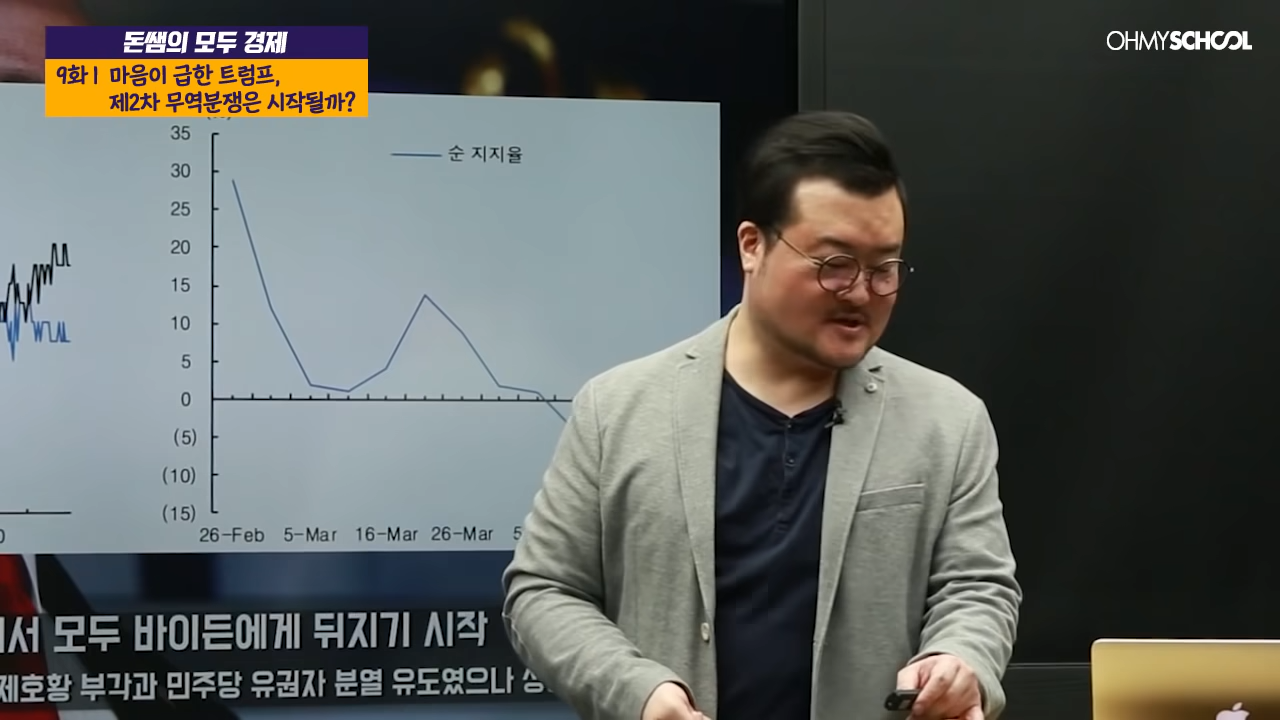 돈쌤의 모두 경제
9화 | 마음이 급한 트럼프,
제2차 무역분쟁은 시작될까?
OHMYSCHOOL
순 지지율
35
30
25
20
15
10
5
0
(5)
(10)
(15)
26-Feb 5-Mar 16-Mar 26-Mar 5
0
서 모두 바이든에게 뒤지기 시작
제호황 부각과 민주당 유권자 분열 유도였으나